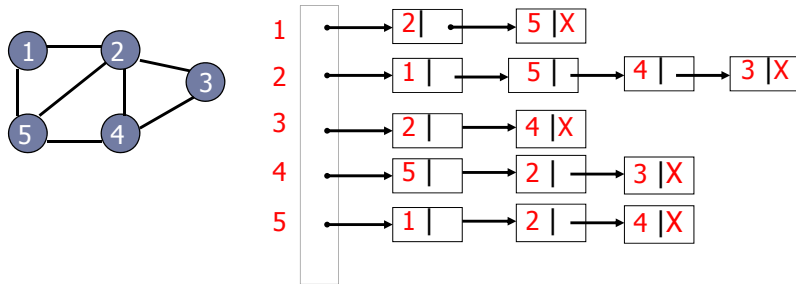 1 2
3
5 4
1 2| 5 |X
2 1 | 5 | 4 | 3 |X
3 2 | 4 |X
4 5 | 2 | 3 |X
5 1 | 2 | 4 |X